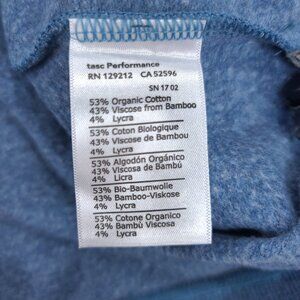 tasc Performance
RN 129212 CA 52596
SN 17 02
53% Organic Cotton
43% Viscose from Bamboo
4% Lycra
53% Coton Biologique
43% Viscose de Bambou
4% Lycra
53% Algodón Orgánico
43% Viscosa de Bambú
4% Licra
53% Bio-Baumwolle
43% Bamboo-Viskose
4% Lycra
53% Cotone Organico
43% Bambù Viscosa
4% Lycra